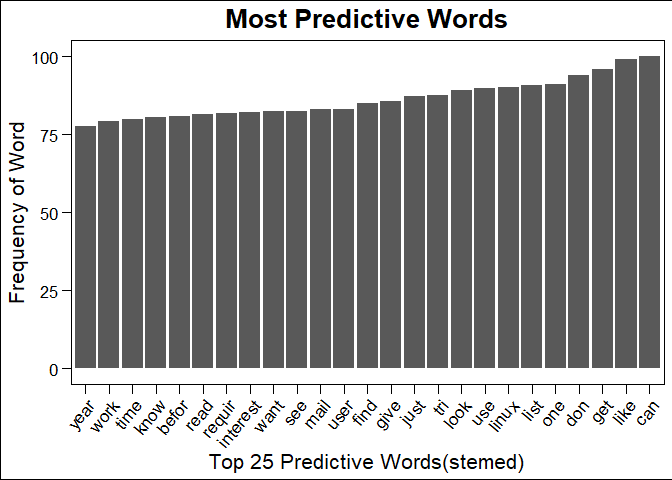 Most Predictive Words
Frequency of Word
100
75
50
25
0
year
work
time
know
befor
read
requir
interest
want
see
mail
user
find
give
just
tri
look
use
linux
list
one
don
get
like
can
Top 25 Predictive Words(stemed)